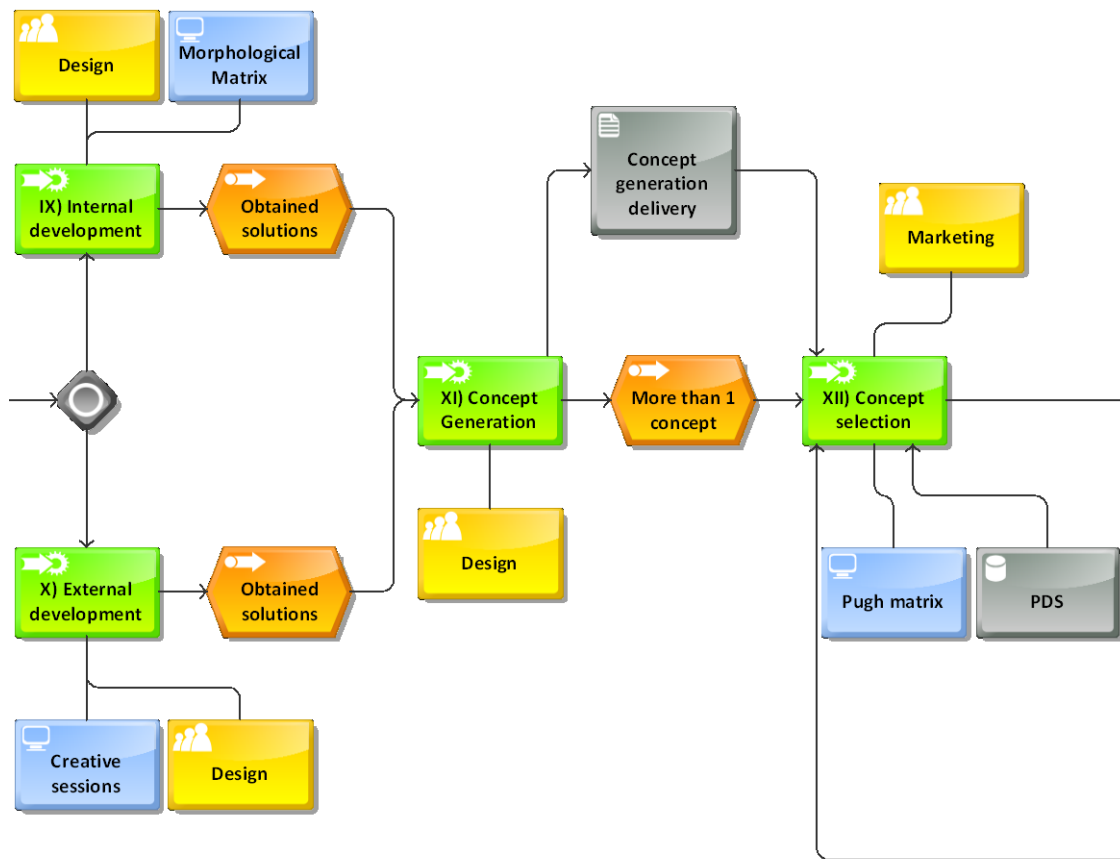 Design
Morphological
Matrix
IX) Internal
development
Obtained
solutions
Concept
generation
delivery
Marketing
XI) Concept
Generation
More than 1
concept
XII) Concept
selection
Design
X) External
development
Obtained
solutions
Pugh matrix
PDS
Creative
sessions
Design